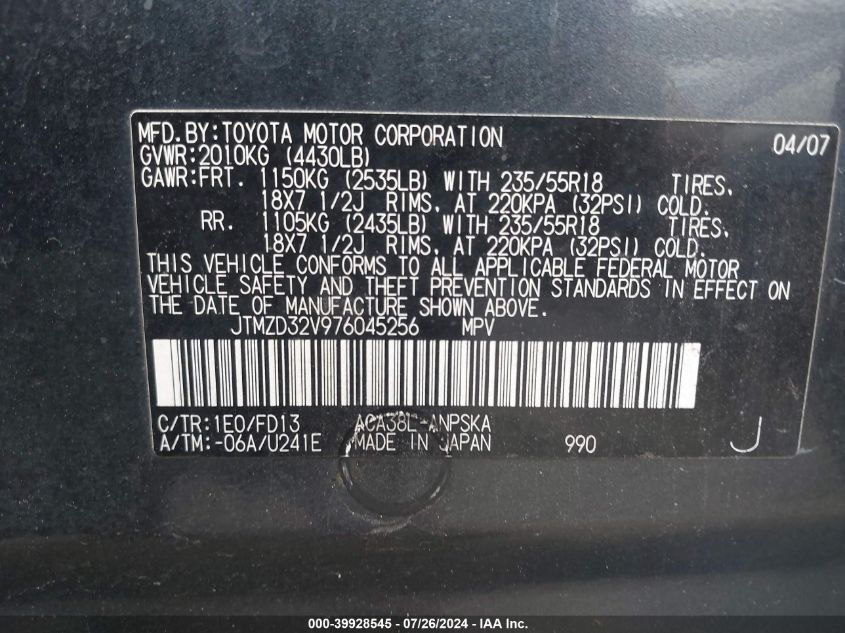 MFD.BY:TOYOTA MOTOR CORPORATION 04/07
GVWR:2010KG (4430LB)
GAWR:FRT. 1150KG (2535LB) WITH 235/55R18 TIRES,
18X7 1/2J RIMS, AT 220KPA (32PSI) COLD.
RR. 1105KG (2435LB) WITH 235/55R18 TIRES,
18X7 1/2J RIMS, AT 220KPA (32PSI) COLD.
THIS VEHICLE CONFORMS TO ALL APPLICABLE FEDERAL MOTOR
VEHICLE SAFETY AND THEFT PREVENTION STANDARDS IN EFFECT ON
THE DATE OF MANUFACTURE SHOWN ABOVE.
JTMZD32V976045256 MPV
C/TR:1E0/FD13 ACA38L-ANPSKA
A/TM:-06A/U241E MADE IN JAPAN 990 J
000-39928545 - 07/26/2024 - IAA Inc.